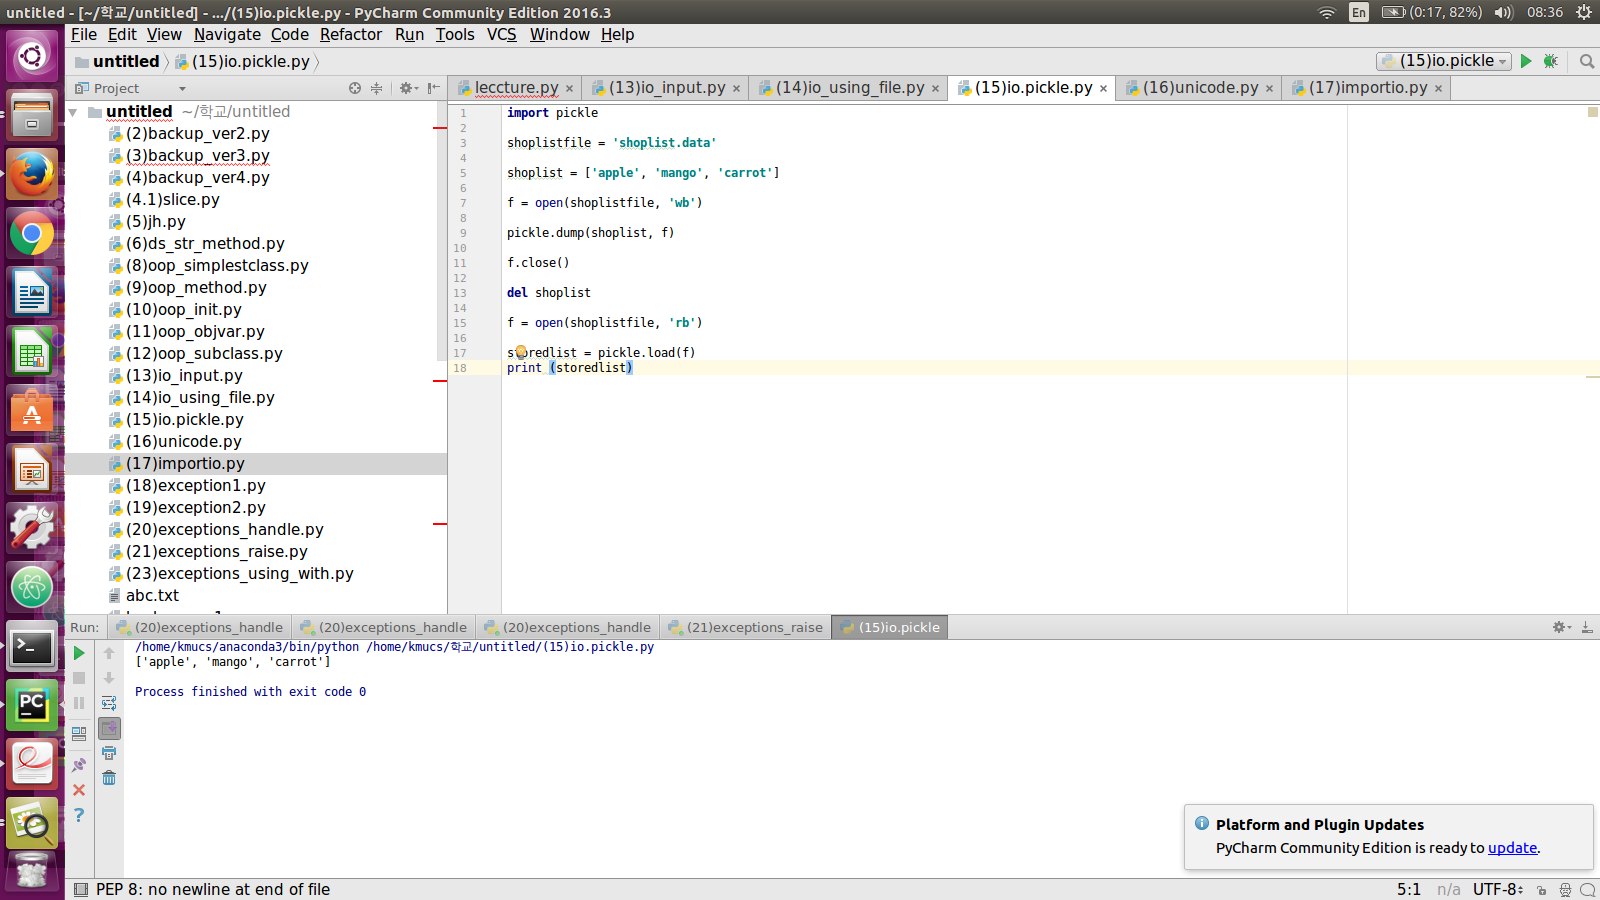 untitled - [~/학교/untitled] - .../(15)io.pickle.py - PyCharm Community Edition 2016.3
En (0:17, 82%) 08:36
File Edit View Navigate Code Refactor Run Tools VCS Window Help
untitled (15)io.pickle.py
(15)io.pickle
Project
leccture.py × (13)io_input.py × (14)io_using_file.py × (15)io.pickle.py × (16)unicode.py × (17)importio.py ×
untitled ~/학교/untitled
(2)backup_ver2.py
(3)backup_ver3.py
(4)backup_ver4.py
(4.1)slice.py
(5)jh.py
(6)ds_str_method.py
(8)oop_simplestclass.py
(9)oop_method.py
(10)oop_init.py
(11)oop_objvar.py
(12)oop_subclass.py
(13)io_input.py
(14)io_using_file.py
(15)io.pickle.py
(16)unicode.py
(17)importio.py
(18)exception1.py
(19)exception2.py
(20)exceptions_handle.py
(21)exceptions_raise.py
(23)exceptions_using_with.py
abc.txt
1 import pickle
2
3 shoplistfile = 'shoplist.data'
4
5 shoplist = ['apple', 'mango', 'carrot']
6
7 f = open(shoplistfile, 'wb')
8
9 pickle.dump(shoplist, f)
10
11 f.close()
12
13 del shoplist
14
15 f = open(shoplistfile, 'rb')
16
17 storedlist = pickle.load(f)
18 print (storedlist)
Run: (20)exceptions_handle (20)exceptions_handle (20)exceptions_handle (21)exceptions_raise (15)io.pickle
/home/kmucs/anaconda3/bin/python /home/kmucs/학교/untitled/(15)io.pickle.py
['apple', 'mango', 'carrot']
Process finished with exit code 0
Platform and Plugin Updates
PyCharm Community Edition is ready to update.
PEP 8: no newline at end of file
5:1 n/a UTF-8